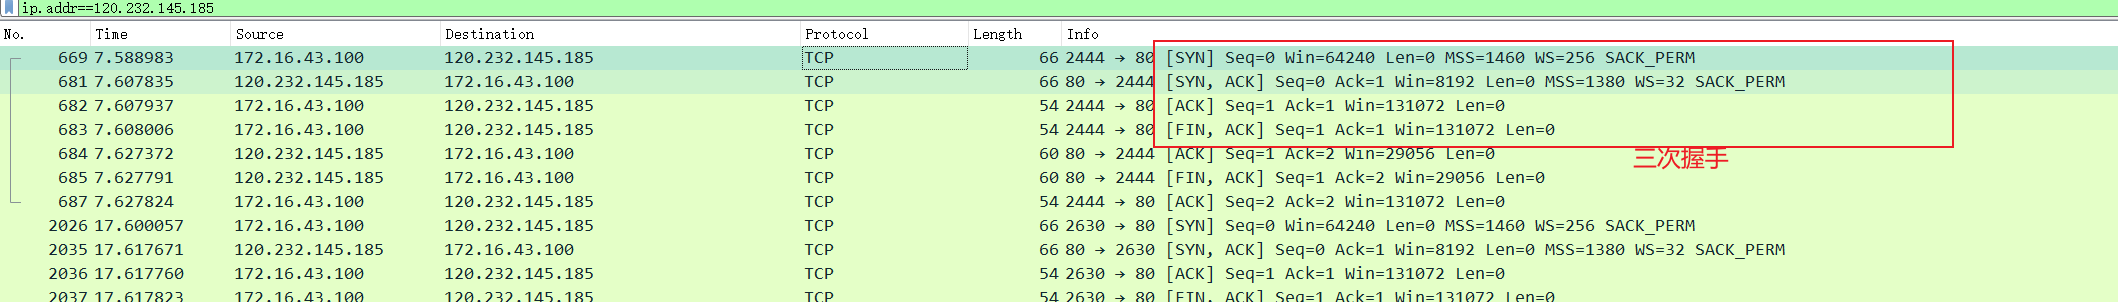 ip.addr==120.232.145.185
No. Time Source Destination Protocol Length Info
669 7.588983 172.16.43.100 120.232.145.185 TCP 66 2444 → 80 [SYN] Seq=0 Win=64240 Len=0 MSS=1460 WS=256 SACK_PERM
681 7.607835 120.232.145.185 172.16.43.100 TCP 66 80 → 2444 [SYN, ACK] Seq=0 Ack=1 Win=8192 Len=0 MSS=1380 WS=32 SACK_PERM
682 7.607937 172.16.43.100 120.232.145.185 TCP 54 2444 → 80 [ACK] Seq=1 Ack=1 Win=131072 Len=0
683 7.608006 172.16.43.100 120.232.145.185 TCP 54 2444 → 80 [FIN, ACK] Seq=1 Ack=1 Win=131072 Len=0
684 7.627372 120.232.145.185 172.16.43.100 TCP 60 80 → 2444 [ACK] Seq=1 Ack=2 Win=29056 Len=0
三次握手
685 7.627791 120.232.145.185 172.16.43.100 TCP 60 80 → 2444 [FIN, ACK] Seq=1 Ack=2 Win=29056 Len=0
687 7.627824 172.16.43.100 120.232.145.185 TCP 54 2444 → 80 [ACK] Seq=2 Ack=2 Win=131072 Len=0
2026 17.600057 172.16.43.100 120.232.145.185 TCP 66 2630 → 80 [SYN] Seq=0 Win=64240 Len=0 MSS=1460 WS=256 SACK_PERM
2035 17.617671 120.232.145.185 172.16.43.100 TCP 66 80 → 2630 [SYN, ACK] Seq=0 Ack=1 Win=8192 Len=0 MSS=1380 WS=32 SACK_PERM
2036 17.617760 172.16.43.100 120.232.145.185 TCP 54 2630 → 80 [ACK] Seq=1 Ack=1 Win=131072 Len=0
2037 17.617823 172.16.43.100 120.232.145.185 TCP 54 2630 → 80 [FIN, ACK] Seq=1 Ack=1 Win=131072 Len=0